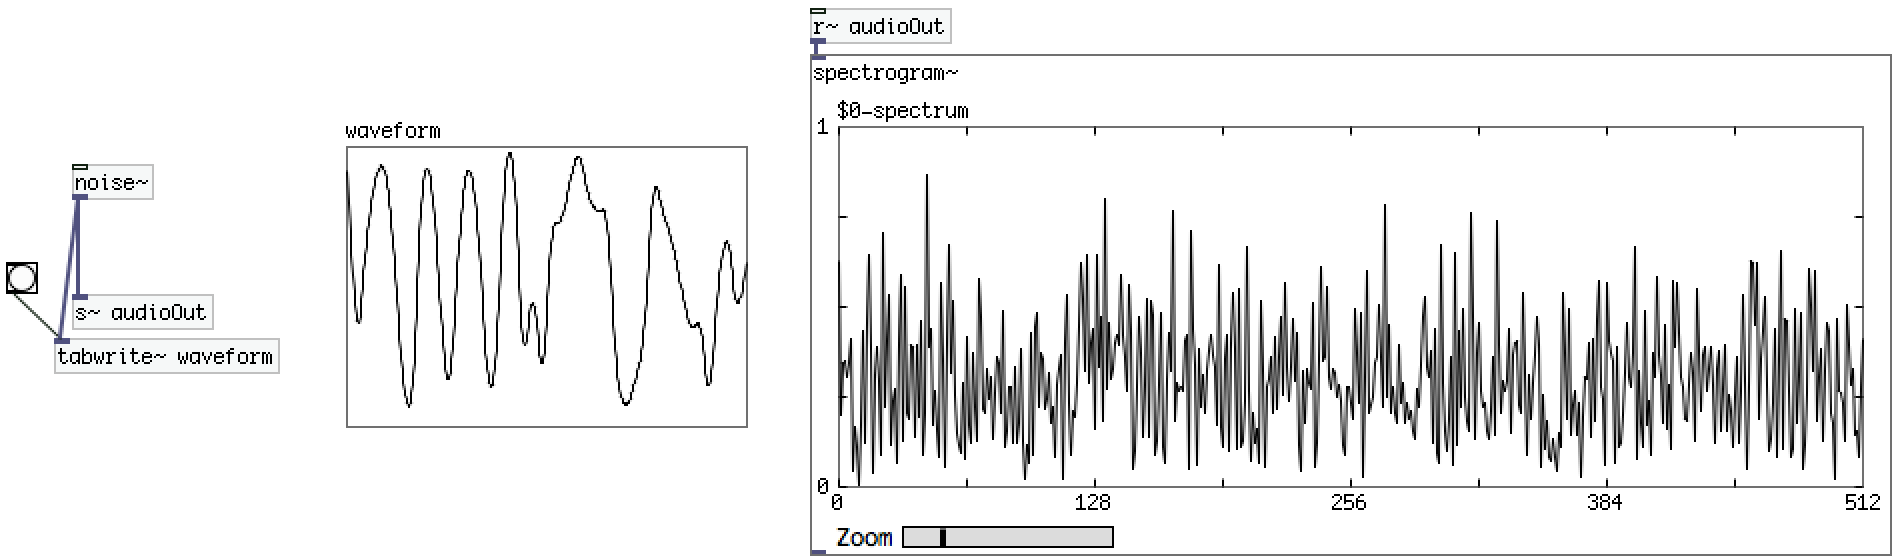 noise~
s~ audioOut
tabwrite~ waveform
waveform
r~ audioOut
spectrogram~
$0-spectrum
1
0
0 128 256 384 512
Zoom